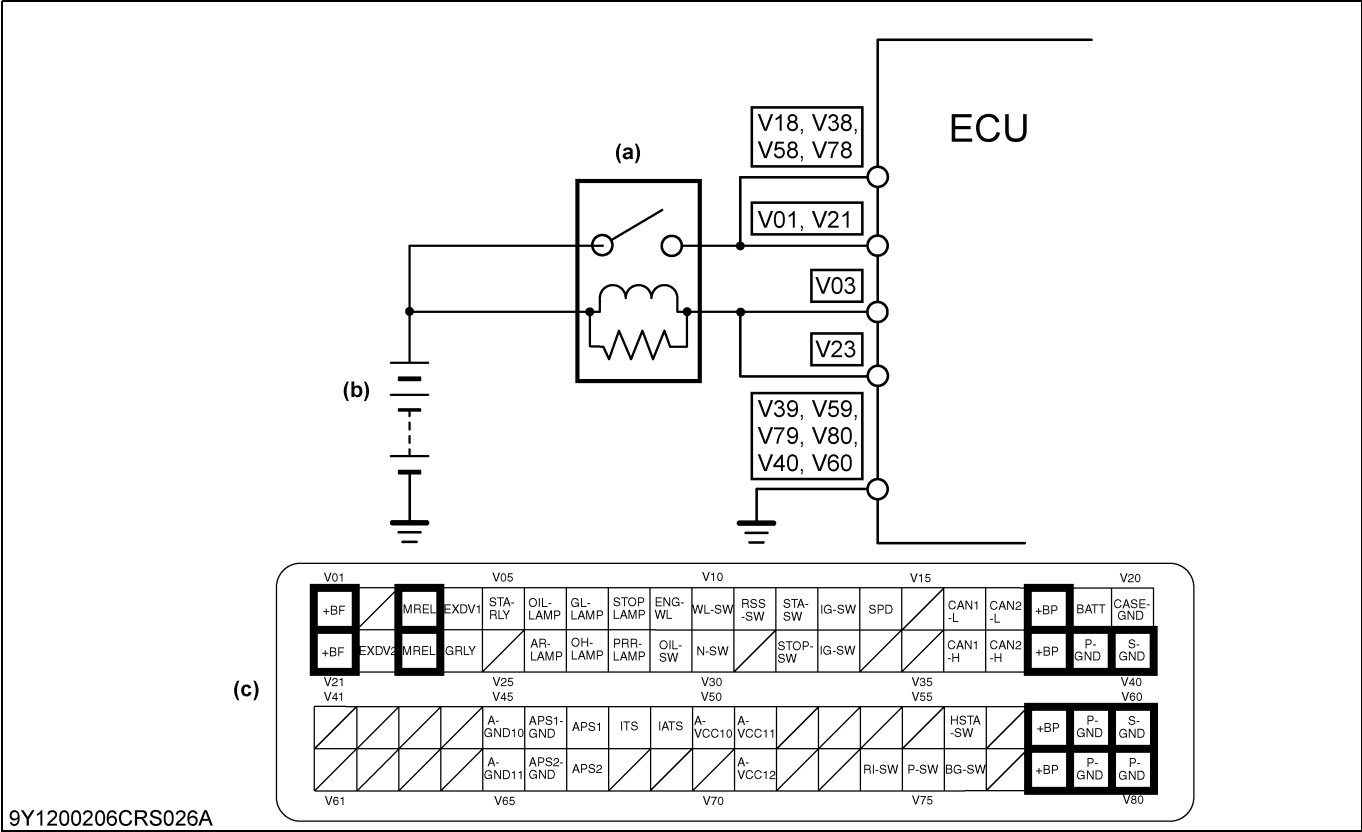 ECU
V18, V38,
V58, V78
(a)
V01, V21
V03
V23
(b)
V39, V59,
V79, V80,
V40, V60
(c)
V01 V05 V10 V15 V20
+BF MREL EXDV1 STA-RLY OIL-LAMP GL-LAMP STOP LAMP ENG-WL WL-SW RSS-SW STA-SW IG-SW SPD CAN1-L CAN2-L +BP BATT CASE-GND
+BF EXDV2 MREL GRLY AR-LAMP OH-LAMP PRR-LAMP OIL-SW N-SW STOP-SW IG-SW CAN1-H CAN2-H +BP P-GND S-GND
V21 V25 V30 V35 V40
V41 V45 V50 V55 V60
A-GND10 APS1-GND APS1 ITS IATS A-VCC10 A-VCC11 HSTA-SW +BP P-GND S-GND
A-GND11 APS2-GND APS2 A-VCC12 RI-SW P-SW BG-SW +BP P-GND P-GND
V61 V65 V70 V75 V80
9Y1200206CRS026A